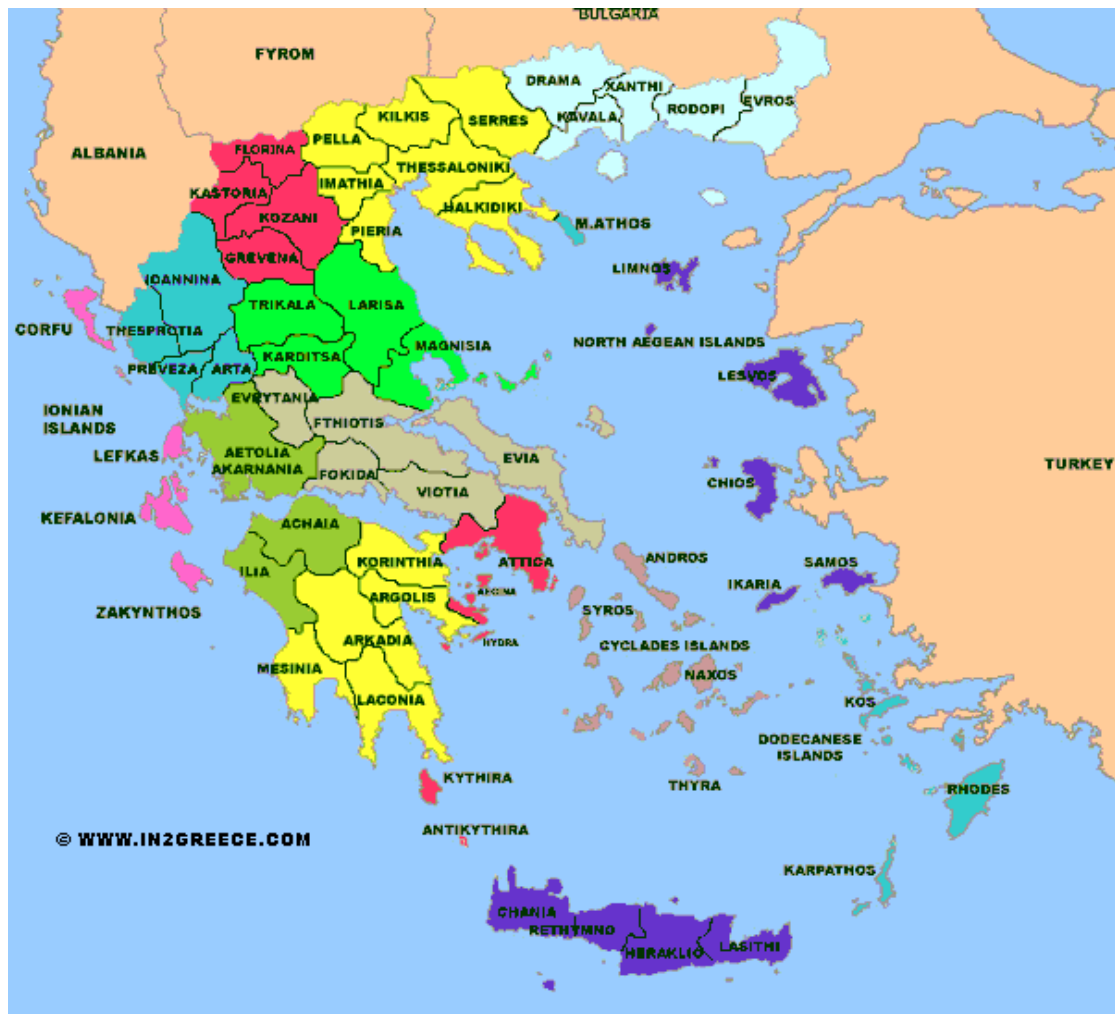 BULGARIA
FYROM
DRAMA
XANTHI
KILKIS
KAVALA
RODOPI
EVROS
SERRES
PELLA
FLORINA
ALBANIA
THESSALONIKI
IMATHIA
KASTORIA
KOZANI
HALKIDIKI
M.ATHOS
PIERIA
GREVENA
LIMNOS
IOANNINA
TRIKALA
LARISA
CORFU
THESPROTIA
NORTH AEGEAN ISLANDS
MAGNISIA
KARDITSA
PREVEZA
ARTA
LESVOS
EVRYTANIA
IONIAN
ISLANDS
FTHIOTIS
LEFKAS
AETOLIA
AKARNANIA
EVIA
TURKEY
FOKIDA
VIOTIA
CHIOS
KEFALONIA
ACHAIA
KORINTHIA
ATTICA
ANDROS
SAMOS
ILIA
IKARIA
AEGINA
ARGOLIS
ZAKYNTHOS
SYROS
ARKADIA
HYDRA
CYCLADES ISLANDS
MESINIA
NAXOS
LACONIA
KOS
DODECANESE
ISLANDS
KYTHIRA
THYRA
RHODES
ANTIKYTHIRA
© WWW.IN2GREECE.COM
KARPATHOS
CHANIA
RETHYMNO
HERAKLIO
LASITHI